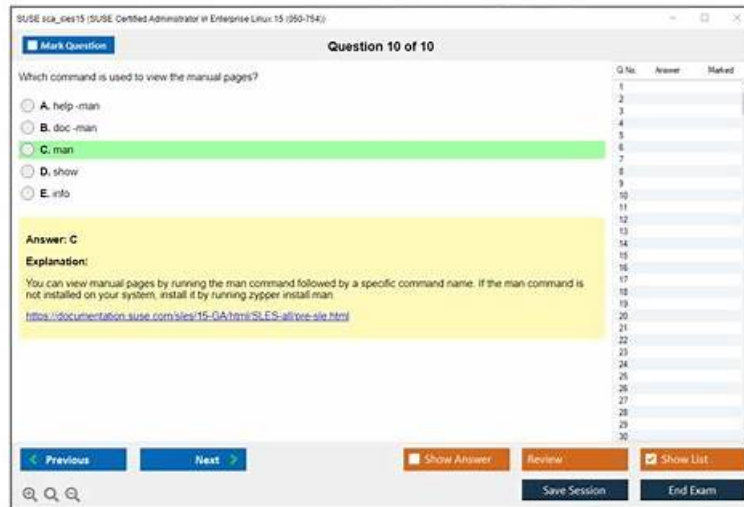 SUSE sca_sles15 (SUSE Certified Administrator in Enterprise Linux 15 (050-754))
Mark Question
Question 10 of 10
Which command is used to view the manual pages?
A. help -man
B. doc -man
C. man
D. show
E. info
Answer: C
Explanation:
You can view manual pages by running the man command followed by a specific command name. If the man command is
not installed on your system, install it by running zypper install man
https://documentation.suse.com/sles/15-GA/html/SLES-all/pre-sle.html
Q No. Answer Marked
1
2
3
4
5
6
7
8
9
10
11
12
13
14
15
16
17
18
19
20
21
22
23
24
25
26
27
28
29
30
Previous
Next
Show Answer
Review
Show List
Save Session
End Exam